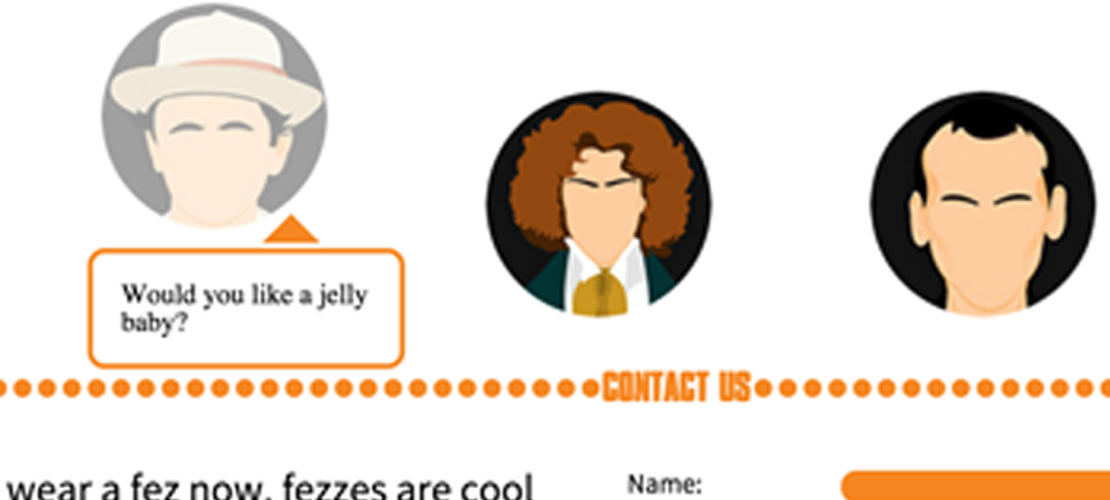 Would you like a jelly
baby?
CONTACT US
wear a fez now, fezzes are cool
Name: